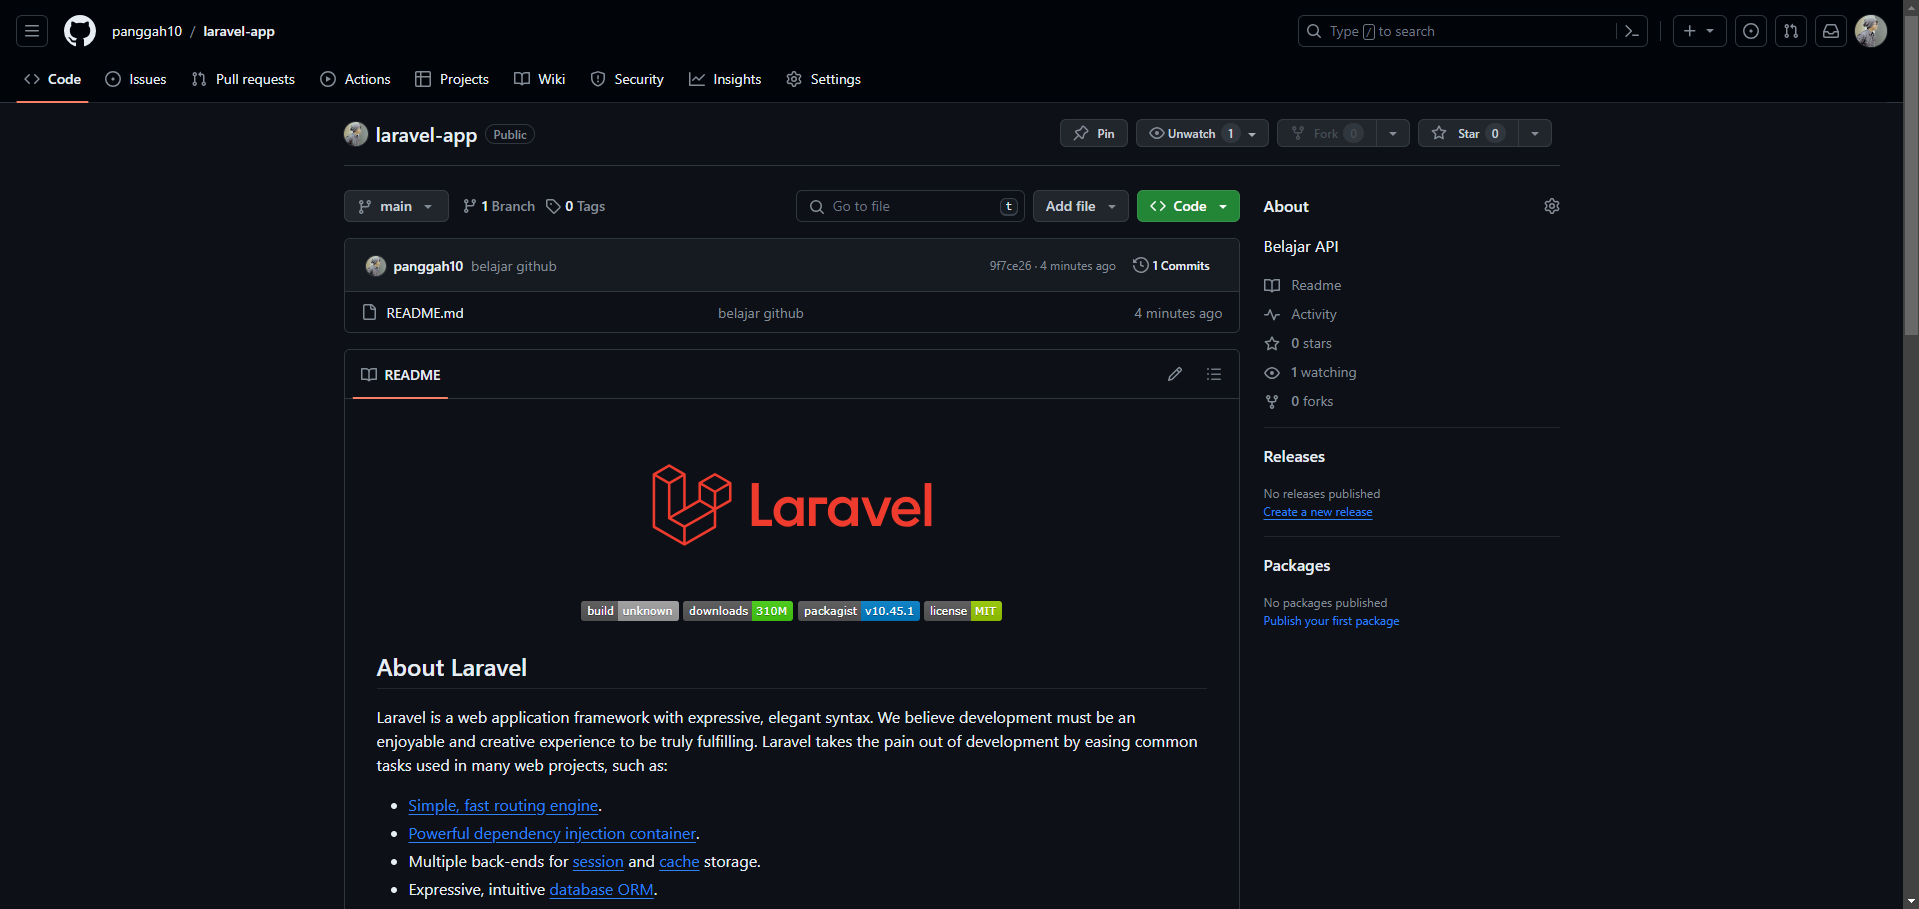 panggah10 / laravel-app
Type / to search
Code Issues Pull requests Actions Projects Wiki Security Insights Settings
laravel-app Public
Pin Unwatch 1 Fork 0 Star 0
main 1 Branch 0 Tags Go to file t Add file Code
panggah10 belajar github 9f7ce26 · 4 minutes ago 1 Commits
README.md belajar github 4 minutes ago
README
Laravel
build unknown downloads 310M packagist v10.45.1 license MIT
About Laravel
Laravel is a web application framework with expressive, elegant syntax. We believe development must be an
enjoyable and creative experience to be truly fulfilling. Laravel takes the pain out of development by easing common
tasks used in many web projects, such as:
Simple, fast routing engine.
Powerful dependency injection container.
Multiple back-ends for session and cache storage.
Expressive, intuitive database ORM.
About
Belajar API
Readme
Activity
0 stars
1 watching
0 forks
Releases
No releases published
Create a new release
Packages
No packages published
Publish your first package